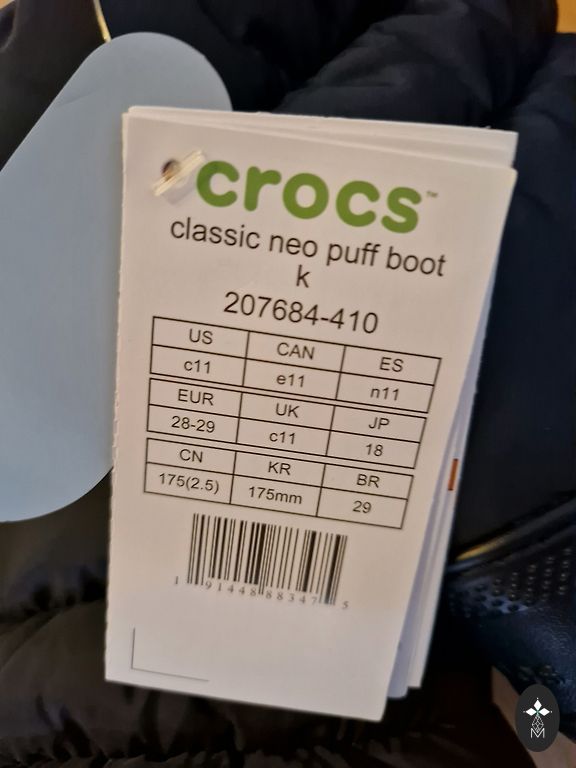 crocs™
classic neo puff boot
k
207684-410
US CAN ES
c11 e11 n11
EUR UK JP
28-29 c11 18
CN KR BR
175(2.5) 175mm 29
1 91448 88347 5
M